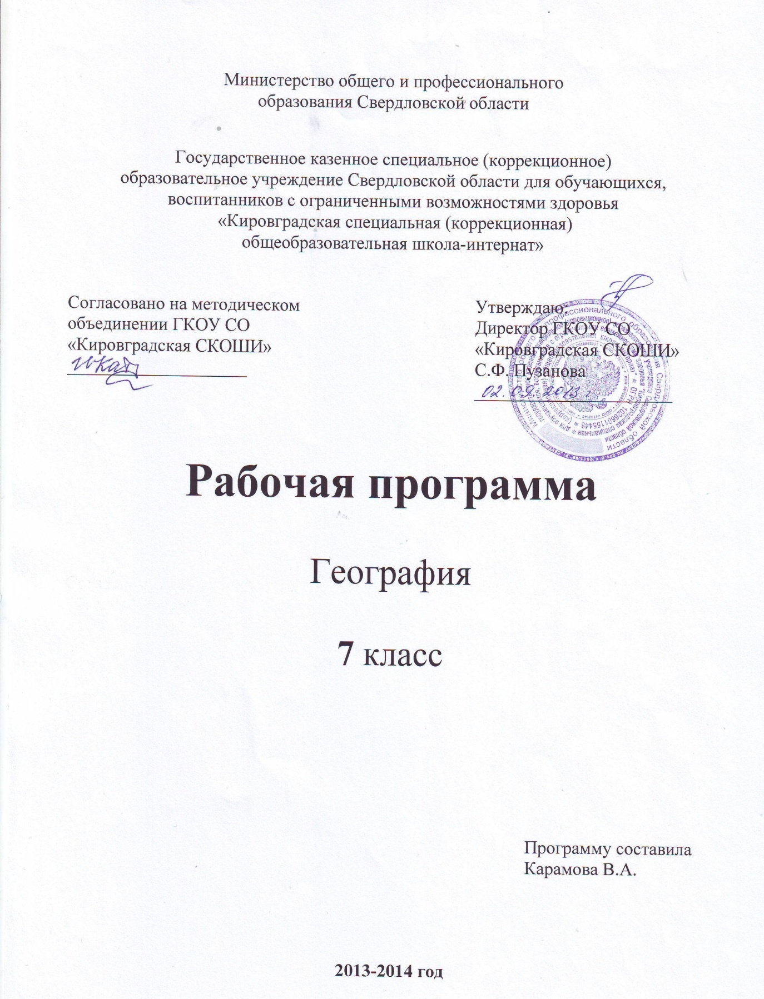 Министерство общего и профессионального
образования Свердловской области
Государственное казенное специальное (коррекционное)
образовательное учреждение Свердловской области для обучающихся,
воспитанников с ограниченными возможностями здоровья
«Кировградская специальная (коррекционная)
общеобразовательная школа-интернат»
Согласовано на методическом
объединении ГКОУ СО
«Кировградская СКОШИ»
Утверждаю:
Директор ГКОУ СО
«Кировградская СКОШИ»
С.Ф. Пузанова
02.09.2013 г
Рабочая программа
География
7 класс
Программу составила
Карамова В.А.
2013-2014 год